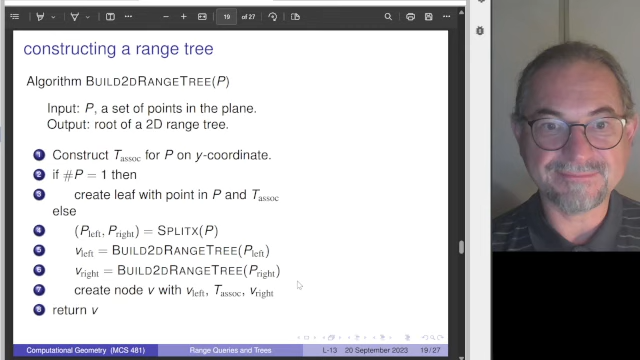 19 of 27
constructing a range tree
Algorithm BUILD2DRANGETREE(P)
Input: P, a set of points in the plane.
Output: root of a 2D range tree.
1 Construct Tassoc for P on y-coordinate.
2 if #P = 1 then
3 create leaf with point in P and Tassoc
else
4 (Pleft, Pright) = SPLITX(P)
5 vleft = BUILD2DRANGETREE(Pleft)
6 vright = BUILD2DRANGETREE(Pright)
7 create node v with vleft, Tassoc, vright
8 return v
Computational Geometry (MCS 481) Range Queries and Trees L-13 20 September 2023 19 / 27